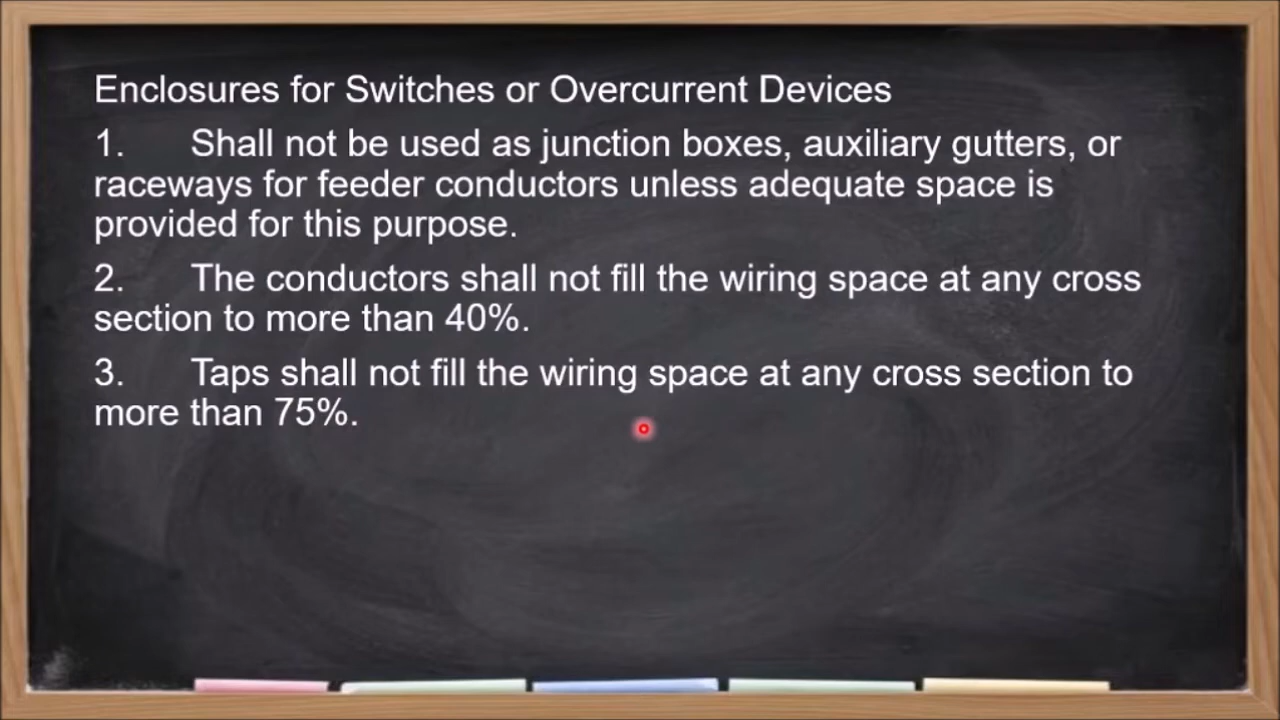 Enclosures for Switches or Overcurrent Devices
1. Shall not be used as junction boxes, auxiliary gutters, or
raceways for feeder conductors unless adequate space is
provided for this purpose.
2. The conductors shall not fill the wiring space at any cross
section to more than 40%.
3. Taps shall not fill the wiring space at any cross section to
more than 75%.